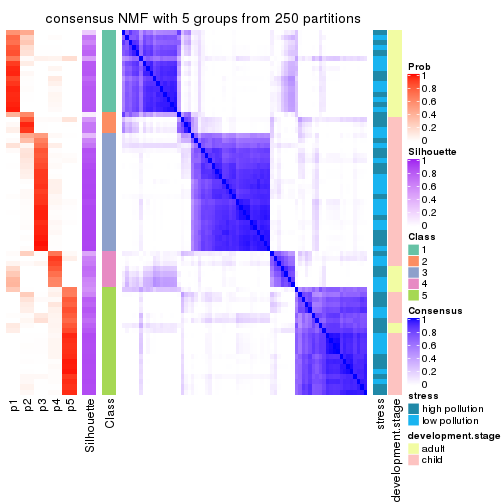 consensus NMF with 5 groups from 250 partitions
Prob
1
0.8
0.6
0.4
0.2
0
Silhouette
1
0.8
0.6
0.4
0.2
0
Class
1
2
3
4
5
Consensus
1
0.8
0.6
0.4
0.2
0
stress
high pollution
low pollution
development.stage
adult
child
p1
p2
p3
p4
p5
Silhouette
Class
stress
development.stage